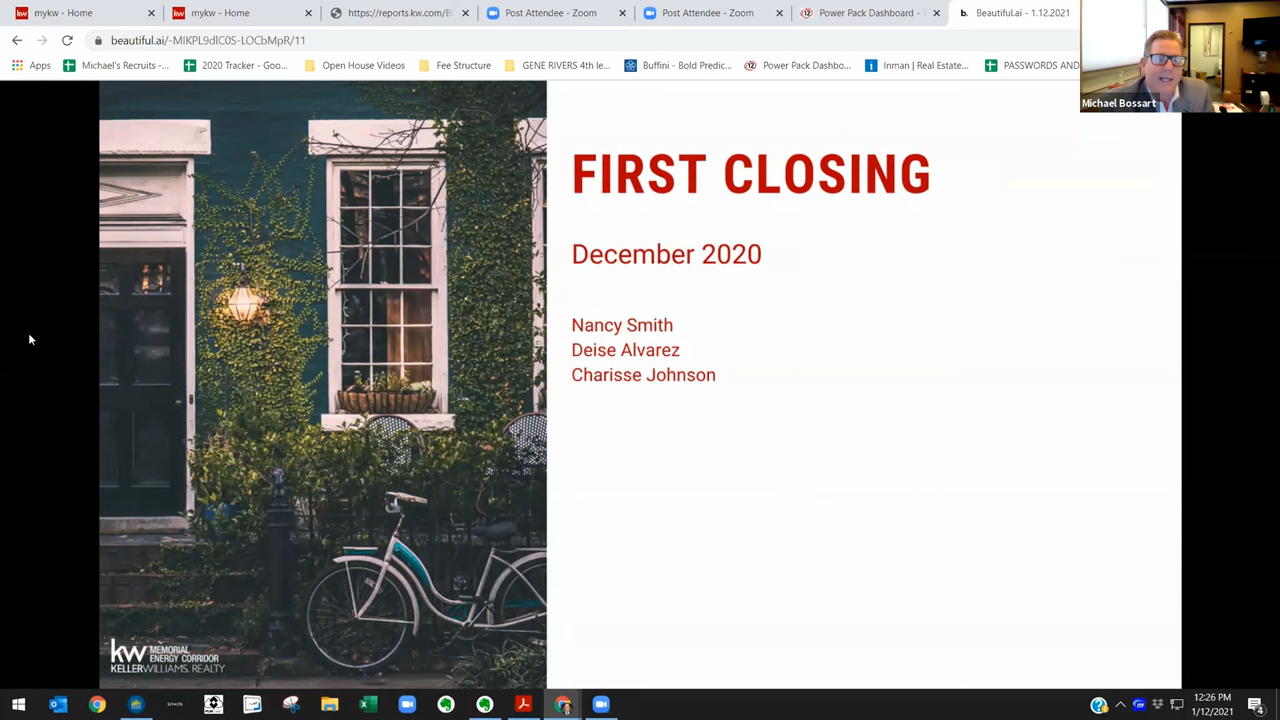 mykw - Home
mykw - Home
https://reports.kw.com/B
Post Attendee - Zoom
Post Attendee - Zoom
Power Pack Dashboard -
Beautiful.ai - 1.12.2021
beautiful.ai/-MIKPL9dlC0S-LOCbMpR/11
Apps
Michael's Recruits -...
2020 Tracker - Goo...
Open House Videos
Fee Structure
GENE RIVERS 4th le...
Buffini - Bold Predic...
Power Pack Dashbo...
Inman | Real Estate...
PASSWORDS AND
Michael Bossart
FIRST CLOSING
December 2020
Nancy Smith
Deise Alvarez
Charisse Johnson
kw MEMORIAL
ENERGY CORRIDOR
KELLERWILLIAMS. REALTY
12:26 PM
1/12/2021